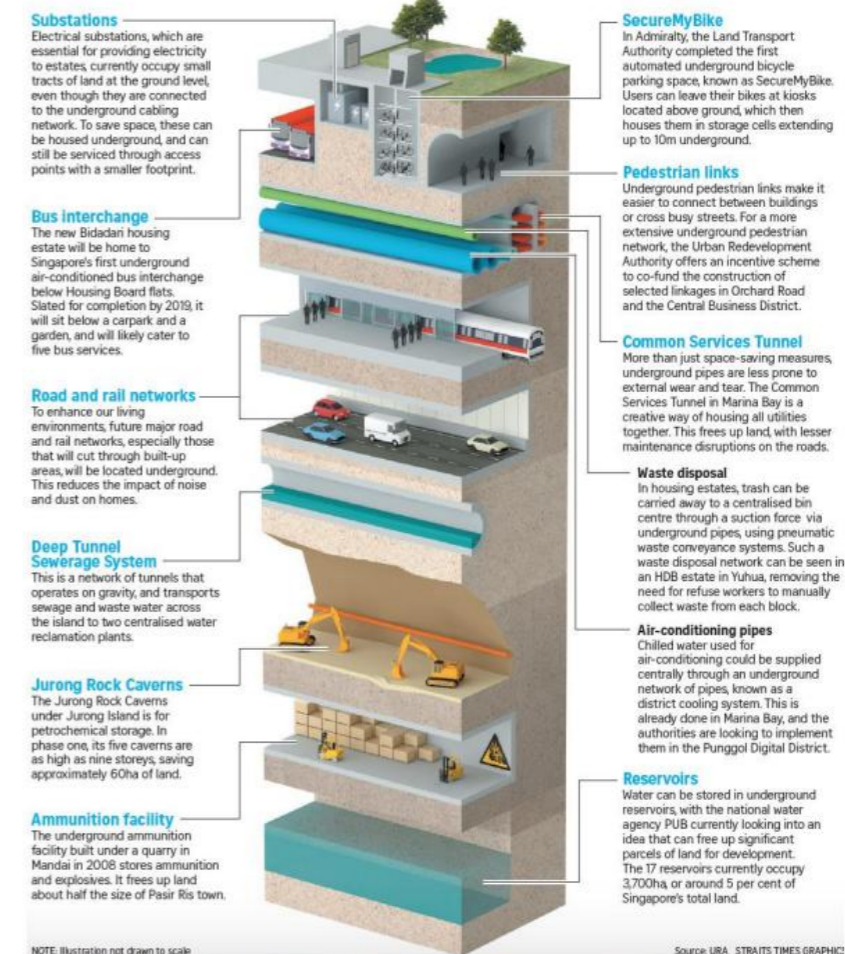 Substations
Electrical substations, which are
essential for providing electricity
to estates, currently occupy small
tracts of land at the ground level,
even though they are connected
to the underground cabling
network. To save space, these can
be housed underground, and can
still be serviced through access
points with a smaller footprint.
Bus interchange
The new Bidadari housing
estate will be home to
Singapore's first underground
air-conditioned bus interchange
below Housing Board flats.
Slated for completion by 2019, it
will sit below a carpark and a
garden, and will likely cater to
five bus services.
Road and rail networks
To enhance our living
environments, future major road
and rail networks, especially those
that will cut through built-up
areas, will be located underground.
This reduces the impact of noise
and dust on homes.
Deep Tunnel
Sewerage System
This is a network of tunnels that
operates on gravity, and transports
sewage and waste water across
the island to two centralised water
reclamation plants.
Jurong Rock Caverns
The Jurong Rock Caverns
under Jurong Island is for
petrochemical storage. In
phase one, its five caverns are
as high as nine storeys, saving
approximately 60ha of land.
Ammunition facility
The underground ammunition
facility built under a quarry in
Mandai in 2008 stores ammunition
and explosives. It frees up land
about half the size of Pasir Ris town.
SecureMyBike
In Admiralty, the Land Transport
Authority completed the first
automated underground bicycle
parking space, known as SecureMyBike.
Users can leave their bikes at kiosks
located above ground, which then
houses them in storage cells extending
up to 10m underground.
Pedestrian links
Underground pedestrian links make it
easier to connect between buildings
or cross busy streets. For a more
extensive underground pedestrian
network, the Urban Redevelopment
Authority offers an incentive scheme
to co-fund the construction of
selected linkages in Orchard Road
and the Central Business District.
Common Services Tunnel
More than just space-saving measures,
underground pipes are less prone to
external wear and tear. The Common
Services Tunnel in Marina Bay is a
creative way of housing all utilities
together. This frees up land, with lesser
maintenance disruptions on the roads.
Waste disposal
In housing estates, trash can be
carried away to a centralised bin
centre through a suction force via
underground pipes, using pneumatic
waste conveyance systems. Such a
waste disposal network can be seen in
an HDB estate in Yuhua, removing the
need for refuse workers to manually
collect waste from each block.
Air-conditioning pipes
Chilled water used for
air-conditioning could be supplied
centrally through an underground
network of pipes, known as a
district cooling system. This is
already done in Marina Bay, and the
authorities are looking to implement
them in the Punggol Digital District.
Reservoirs
Water can be stored in underground
reservoirs, with the national water
agency PUB currently looking into an
idea that can free up significant
parcels of land for development.
The 17 reservoirs currently occupy
3,700ha, or around 5 per cent of
Singapore's total land.
NOTE: Illustration not drawn to scale
Source: URA STRAITS TIMES GRAPHICS